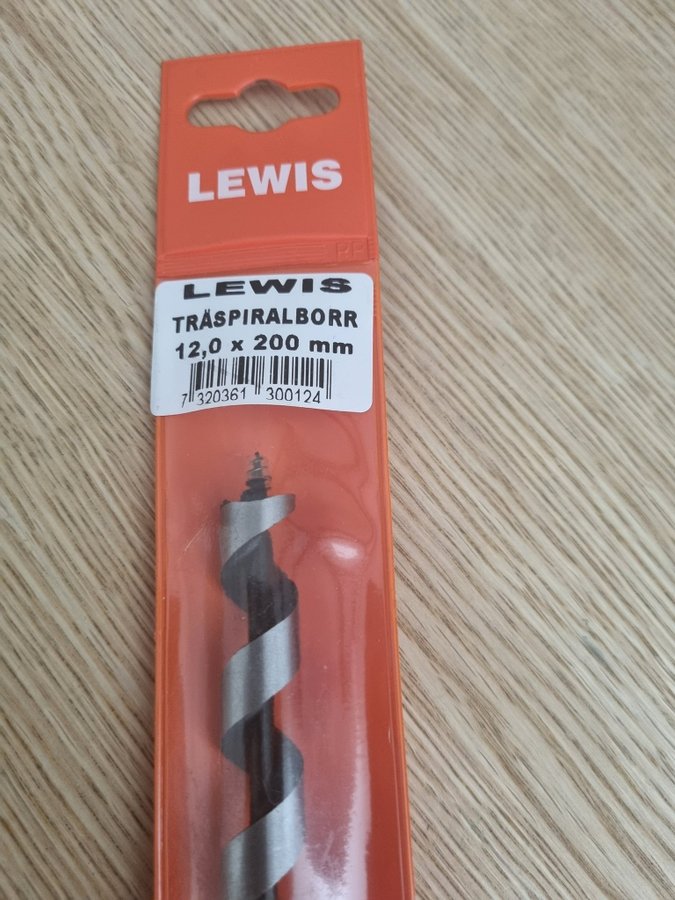 LEWIS
LEWIS
TRÄSPIRALBORR
12,0 x 200 mm
7 320361 300124